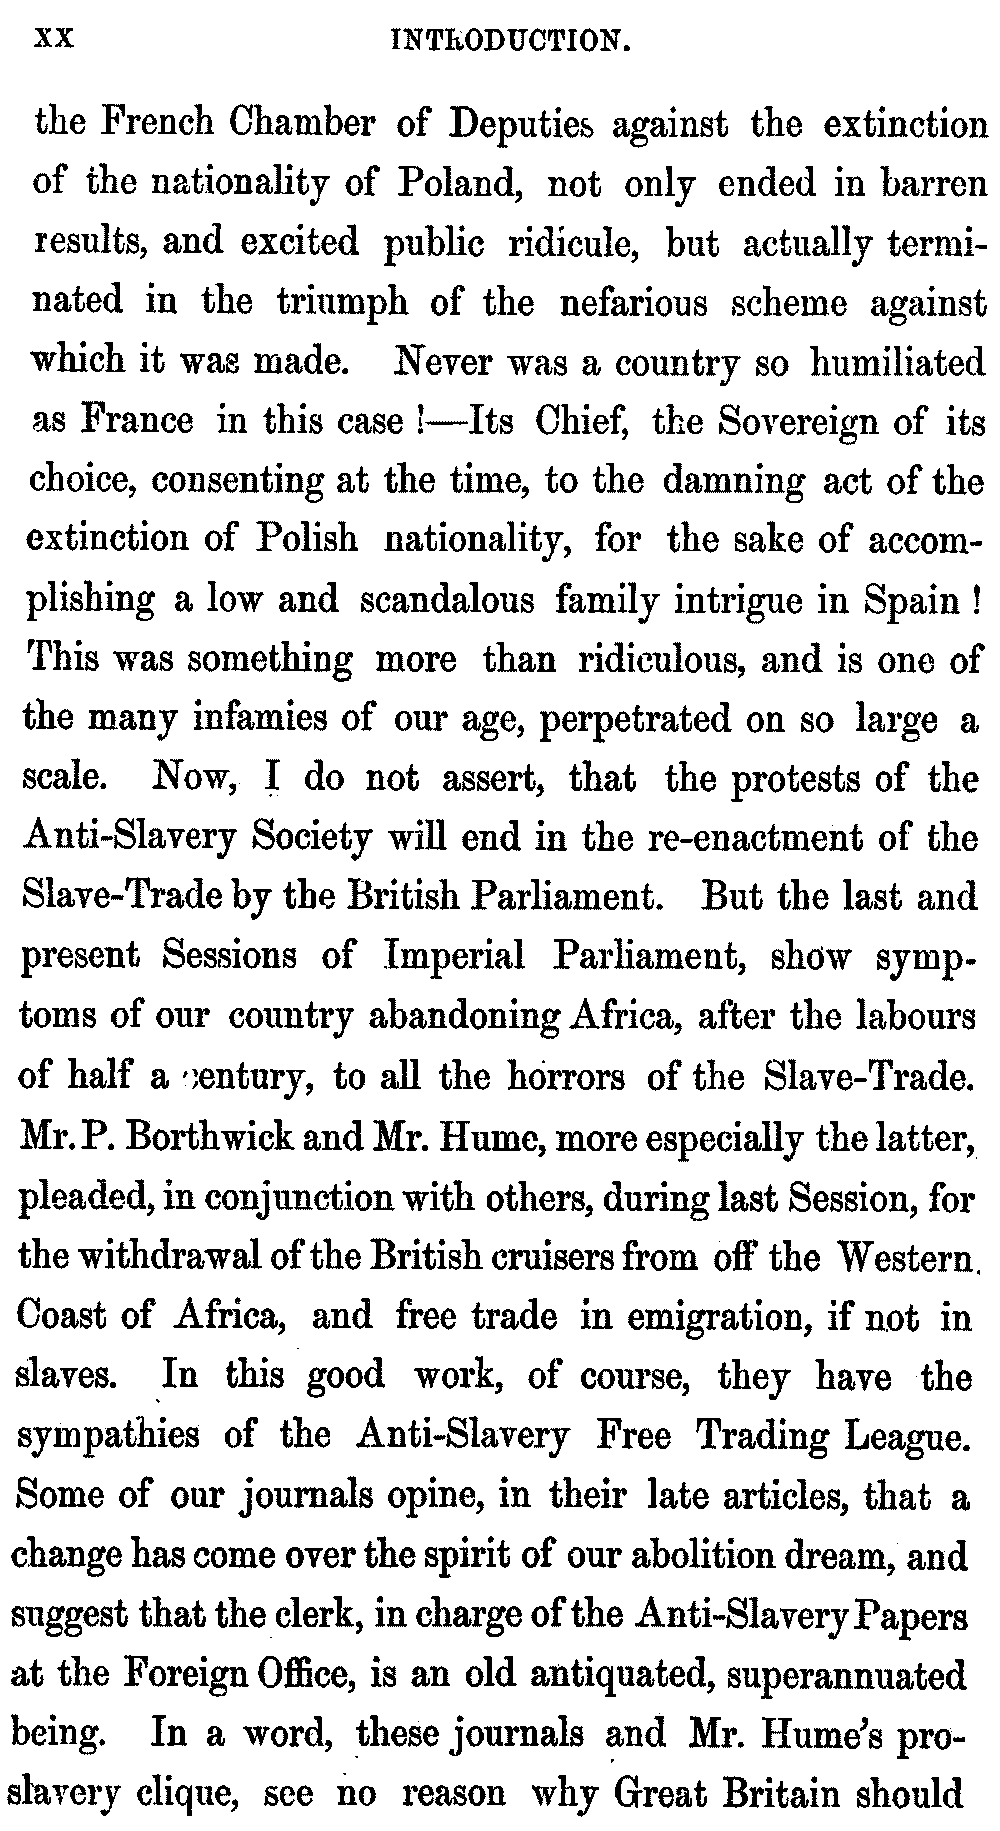 XX INTRODUCTION.
the French Chamber of Deputies against the extinction
of the nationality of Poland, not only ended in barren
results, and excited public ridicule, but actually termi-
nated in the triumph of the nefarious scheme against
which it was made. Never was a country so humiliated
as France in this case !—Its Chief, the Sovereign of its
choice, consenting at the time, to the damning act of the
extinction of Polish nationality, for the sake of accom-
plishing a low and scandalous family intrigue in Spain !
This was something more than ridiculous, and is one of
the many infamies of our age, perpetrated on so large a
scale. Now, I do not assert, that the protests of the
Anti-Slavery Society will end in the re-enactment of the
Slave-Trade by the British Parliament. But the last and
present Sessions of Imperial Parliament, show symp-
toms of our country abandoning Africa, after the labours
of half a century, to all the horrors of the Slave-Trade.
Mr. P. Borthwick and Mr. Hume, more especially the latter,
pleaded, in conjunction with others, during last Session, for
the withdrawal of the British cruisers from off the Western
Coast of Africa, and free trade in emigration, if not in
slaves. In this good work, of course, they have the
sympathies of the Anti-Slavery Free Trading League.
Some of our journals opine, in their late articles, that a
change has come over the spirit of our abolition dream, and
suggest that the clerk, in charge of the Anti-Slavery Papers
at the Foreign Office, is an old antiquated, superannuated
being. In a word, these journals and Mr. Hume's pro-
slavery clique, see no reason why Great Britain should